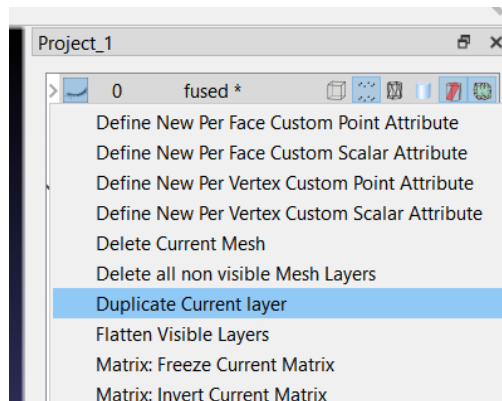 Project_1
0 fused *
Define New Per Face Custom Point Attribute
Define New Per Face Custom Scalar Attribute
Define New Per Vertex Custom Point Attribute
Define New Per Vertex Custom Scalar Attribute
Delete Current Mesh
Delete all non visible Mesh Layers
Duplicate Current layer
Flatten Visible Layers
Matrix: Freeze Current Matrix
Matrix: Invert Current Matrix